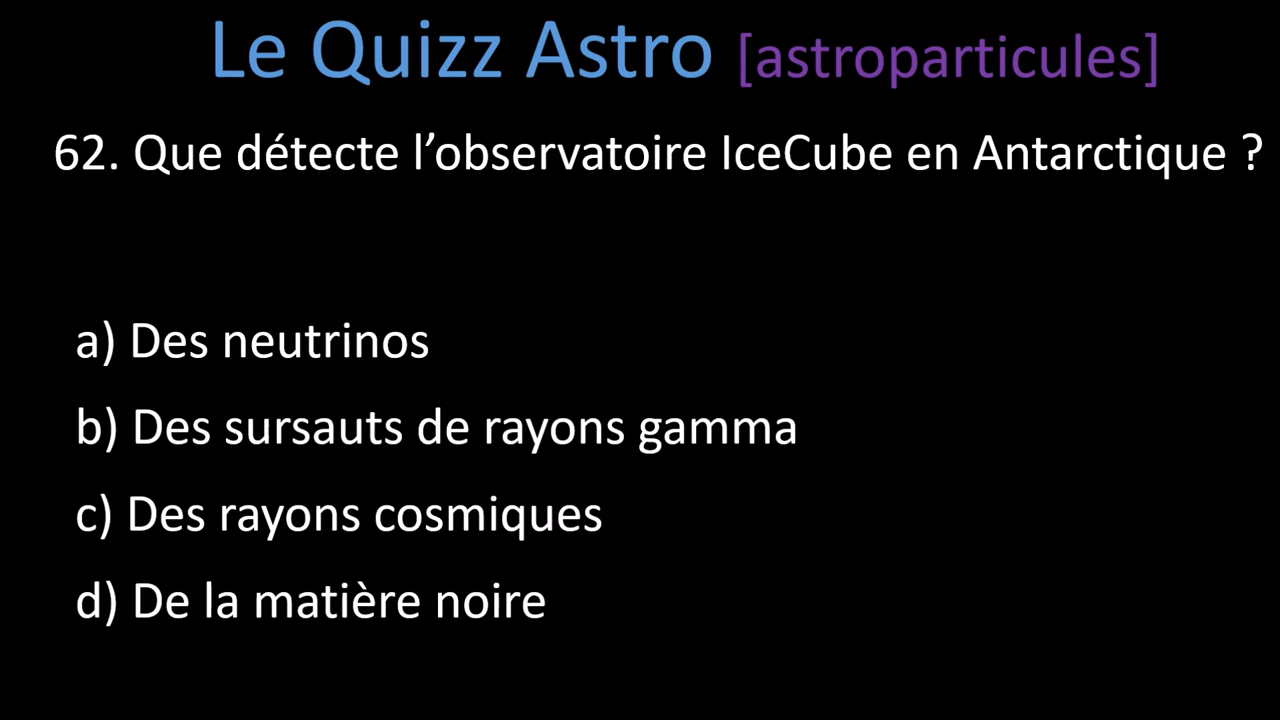 Le Quizz Astro [astroparticules]
62. Que détecte l’observatoire IceCube en Antarctique ?
a) Des neutrinos
b) Des sursauts de rayons gamma
c) Des rayons cosmiques
d) De la matière noire